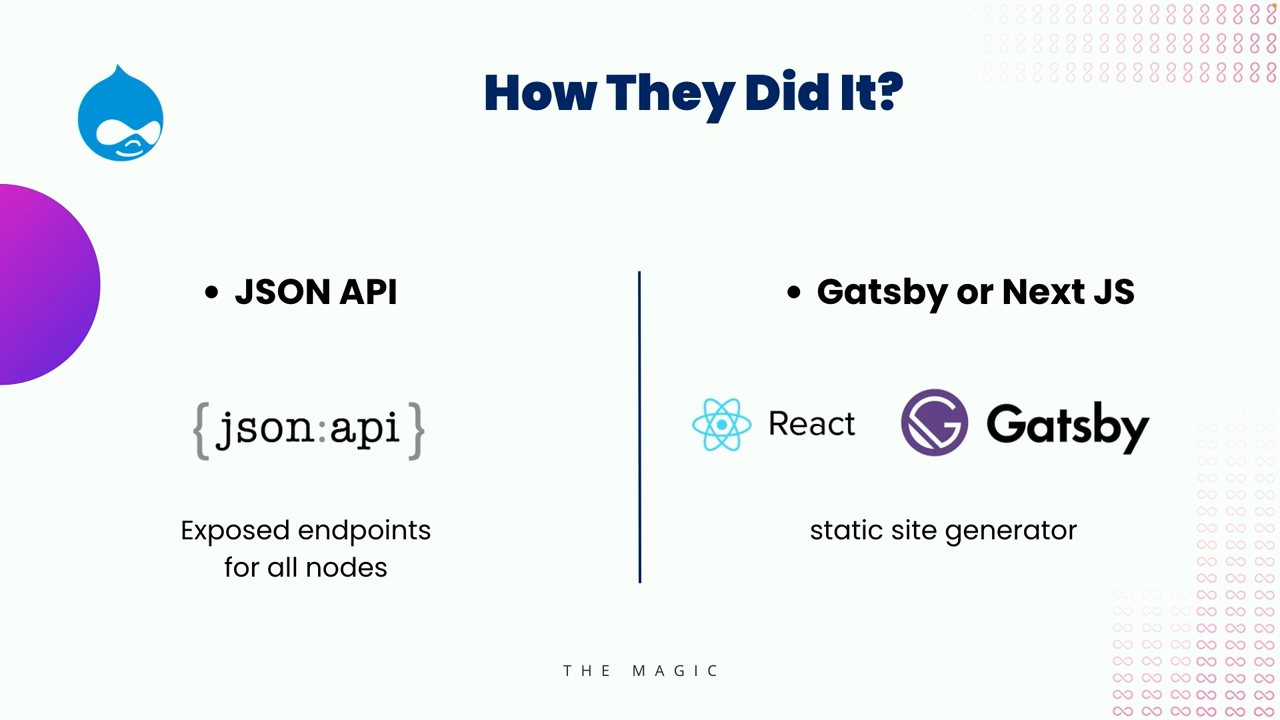 How They Did It?
• JSON API
{json:api}
Exposed endpoints
for all nodes
• Gatsby or Next JS
React
Gatsby
static site generator
THE MAGIC